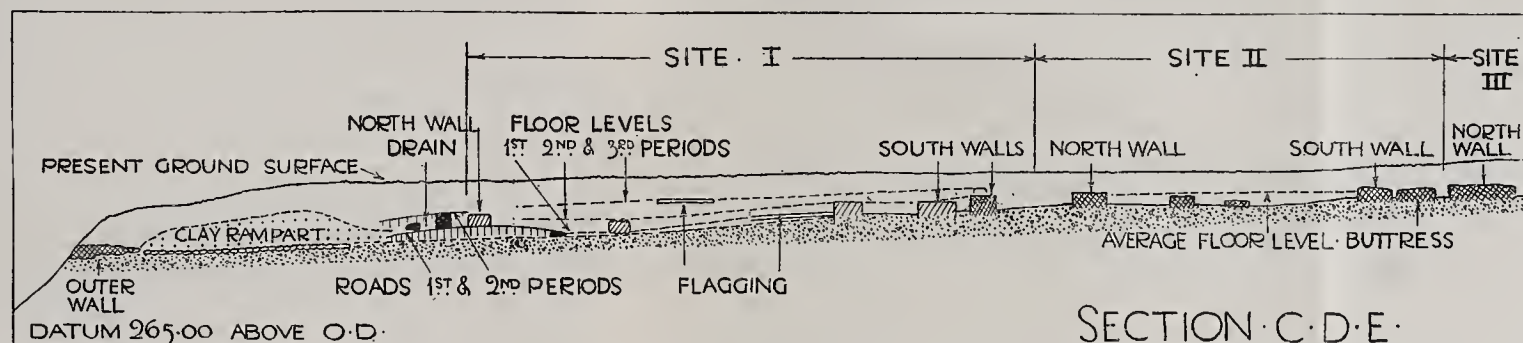 SITE · I
SITE II
SITE
III
NORTH WALL
DRAIN
FLOOR LEVELS
1ST 2ND & 3RD PERIODS
PRESENT GROUND SURFACE
SOUTH WALLS
NORTH WALL
SOUTH WALL
NORTH
WALL
CLAY RAMPART
OUTER
WALL
ROADS 1ST & 2ND PERIODS
FLAGGING
AVERAGE FLOOR LEVEL · BUTTRESS
DATUM 265·00 ABOVE O·D·
SECTION · C · D · E ·